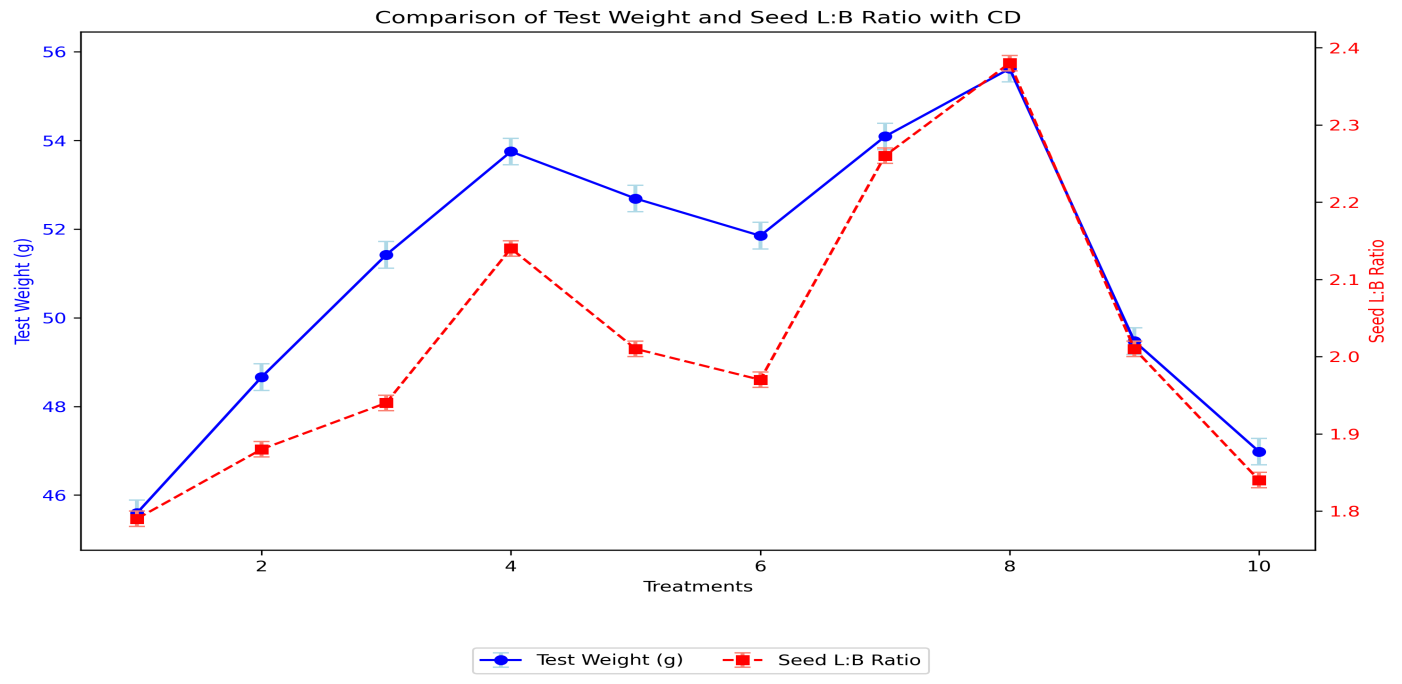 Comparison of Test Weight and Seed L:B Ratio with CD
56
54
52
50
48
46
Test Weight (g)
2.4
2.3
2.2
2.1
2.0
1.9
1.8
Seed L:B Ratio
2 4 6 8 10
Treatments
Test Weight (g) Seed L:B Ratio